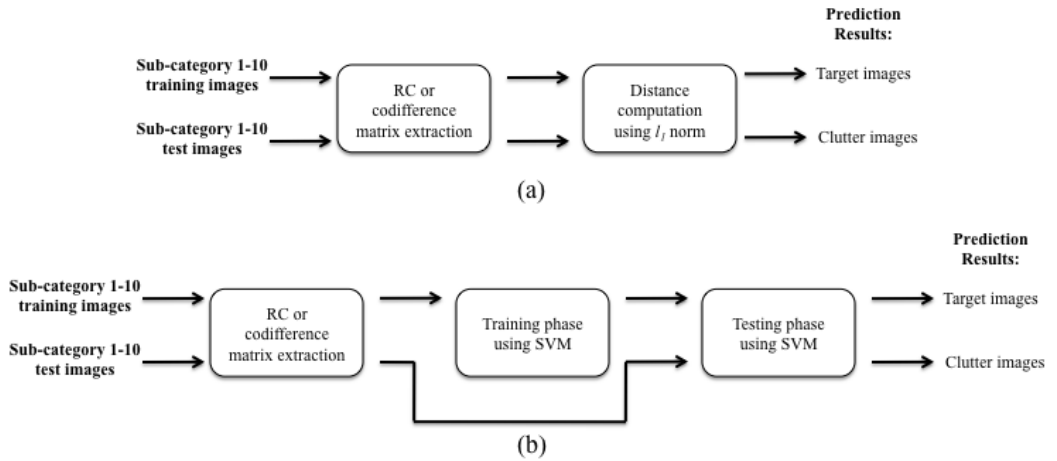 Prediction
Results:
Sub-category 1-10
training images
RC or
codifference
matrix extraction
Distance
computation
using l₁ norm
Target images
Sub-category 1-10
test images
Clutter images
(a)
Prediction
Results:
Sub-category 1-10
training images
RC or
codifference
matrix extraction
Training phase
using SVM
Testing phase
using SVM
Target images
Sub-category 1-10
test images
Clutter images
(b)